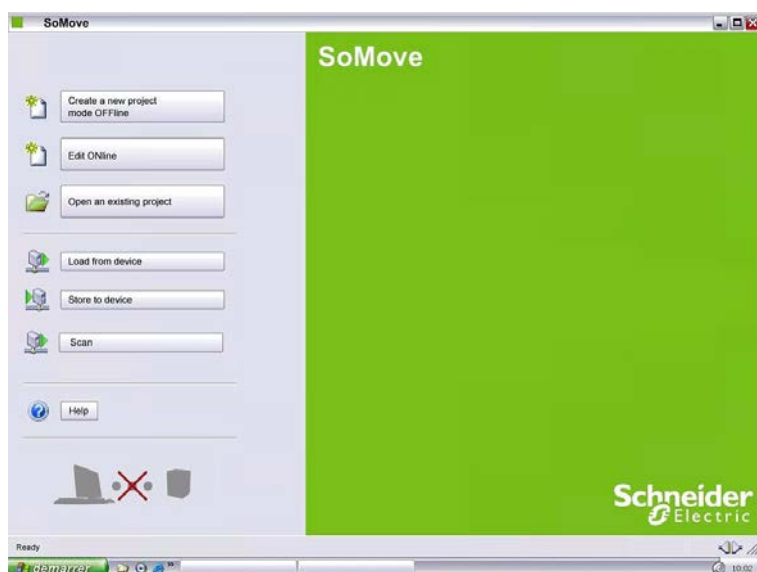 SoMove
SoMove
Create a new project
mode OFFline
Edit ONline
Open an existing project
Load from device
Store to device
Scan
Help
Schneider
Electric
Ready
démarrer
10:02